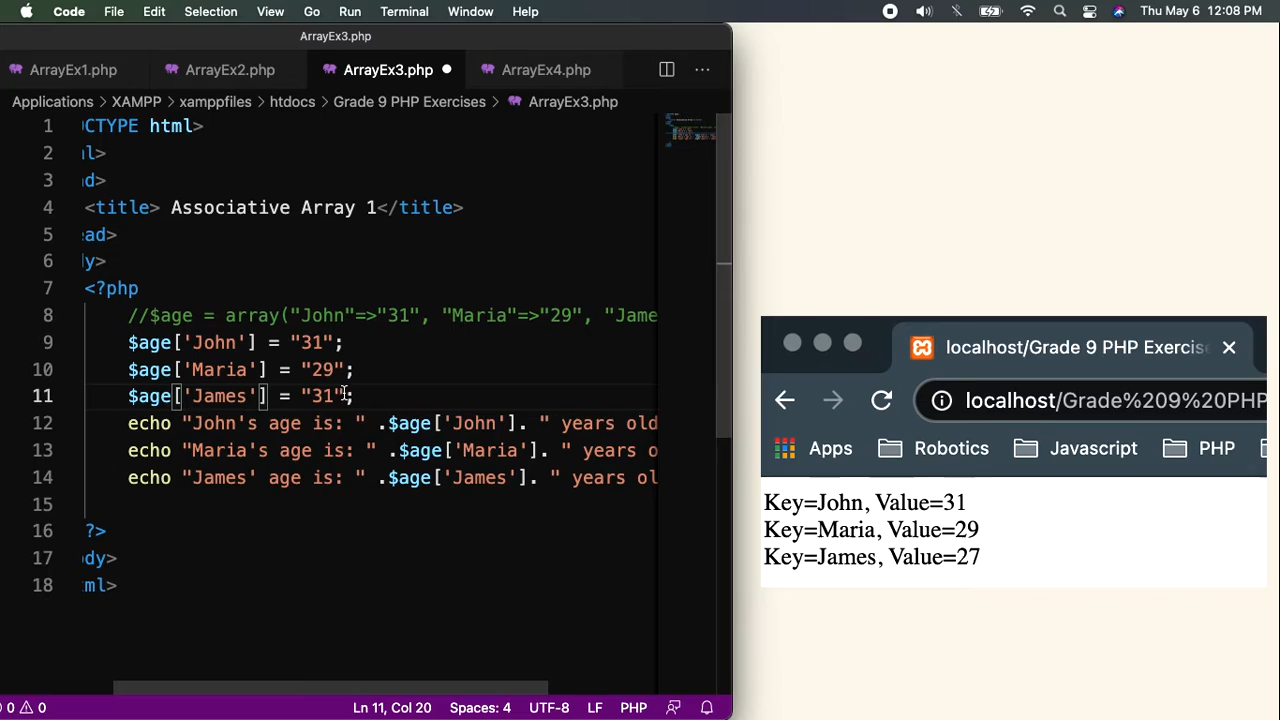 Code File Edit Selection View Go Run Terminal Window Help Thu May 6 12:08 PM
ArrayEx3.php
ArrayEx1.php ArrayEx2.php ArrayEx3.php ArrayEx4.php
Applications > XAMPP > xamppfiles > htdocs > Grade 9 PHP Exercises > ArrayEx3.php
1 OCTYPE html>
2 ml>
3 ad>
4 <title> Associative Array 1</title>
5 ead>
6 dy>
7 <?php
8 //$age = array("John"=>"31", "Maria"=>"29", "Jame
9 $age['John'] = "31";
10 $age['Maria'] = "29";
11 $age['James'] = "31";
12 echo "John's age is: " .$age['John']. " years old
13 echo "Maria's age is: " .$age['Maria']. " years o
14 echo "James' age is: " .$age['James']. " years ol
15
16 ?>
17 ody>
18 tml>
0 0 Ln 11, Col 20 Spaces: 4 UTF-8 LF PHP
localhost/Grade 9 PHP Exercise
localhost/Grade%209%20PHP
Apps Robotics Javascript PHP
Key=John, Value=31
Key=Maria, Value=29
Key=James, Value=27